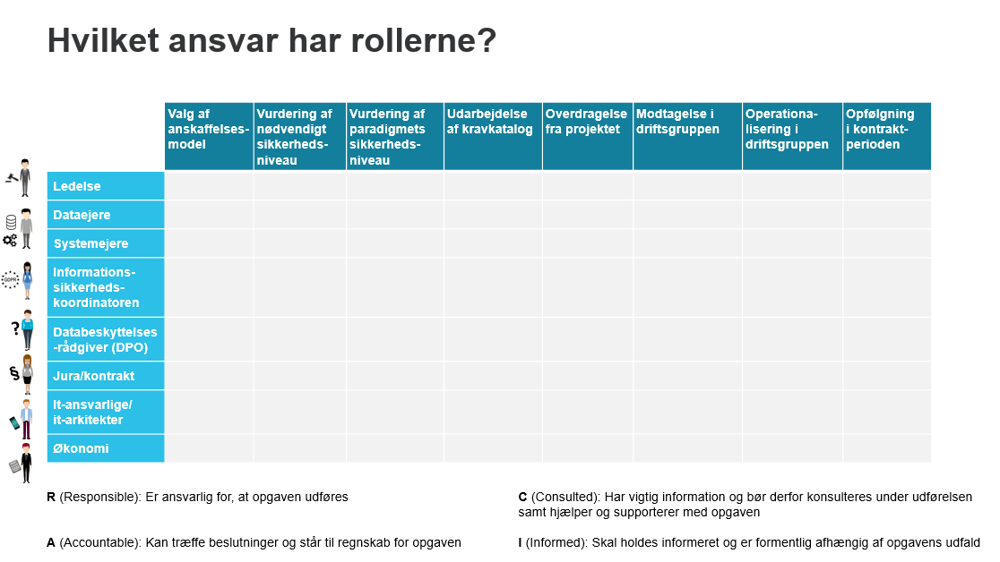 Hvilket ansvar har rollerne?
Valg af
anskaffelses-
model
Vurdering af
nødvendigt
sikkerheds-
niveau
Vurdering af
paradigmets
sikkerheds-
niveau
Udarbejdelse
af kravkatalog
Overdragelse
fra projektet
Modtagelse i
driftsgruppen
Operationa-
lisering i
driftsgruppen
Opfølgning
i kontrakt-
perioden
Ledelse
Dataejere
Systemejere
GDPR
Informations-
sikkerheds-
koordinatoren
?
Databeskyttelses
-rådgiver (DPO)
§
Jura/kontrakt
It-ansvarlige/
it-arkitekter
Økonomi
R (Responsible): Er ansvarlig for, at opgaven udføres
A (Accountable): Kan træffe beslutninger og står til regnskab for opgaven
C (Consulted): Har vigtig information og bør derfor konsulteres under udførelsen
samt hjælper og supporterer med opgaven
I (Informed): Skal holdes informeret og er formentlig afhængig af opgavens udfald